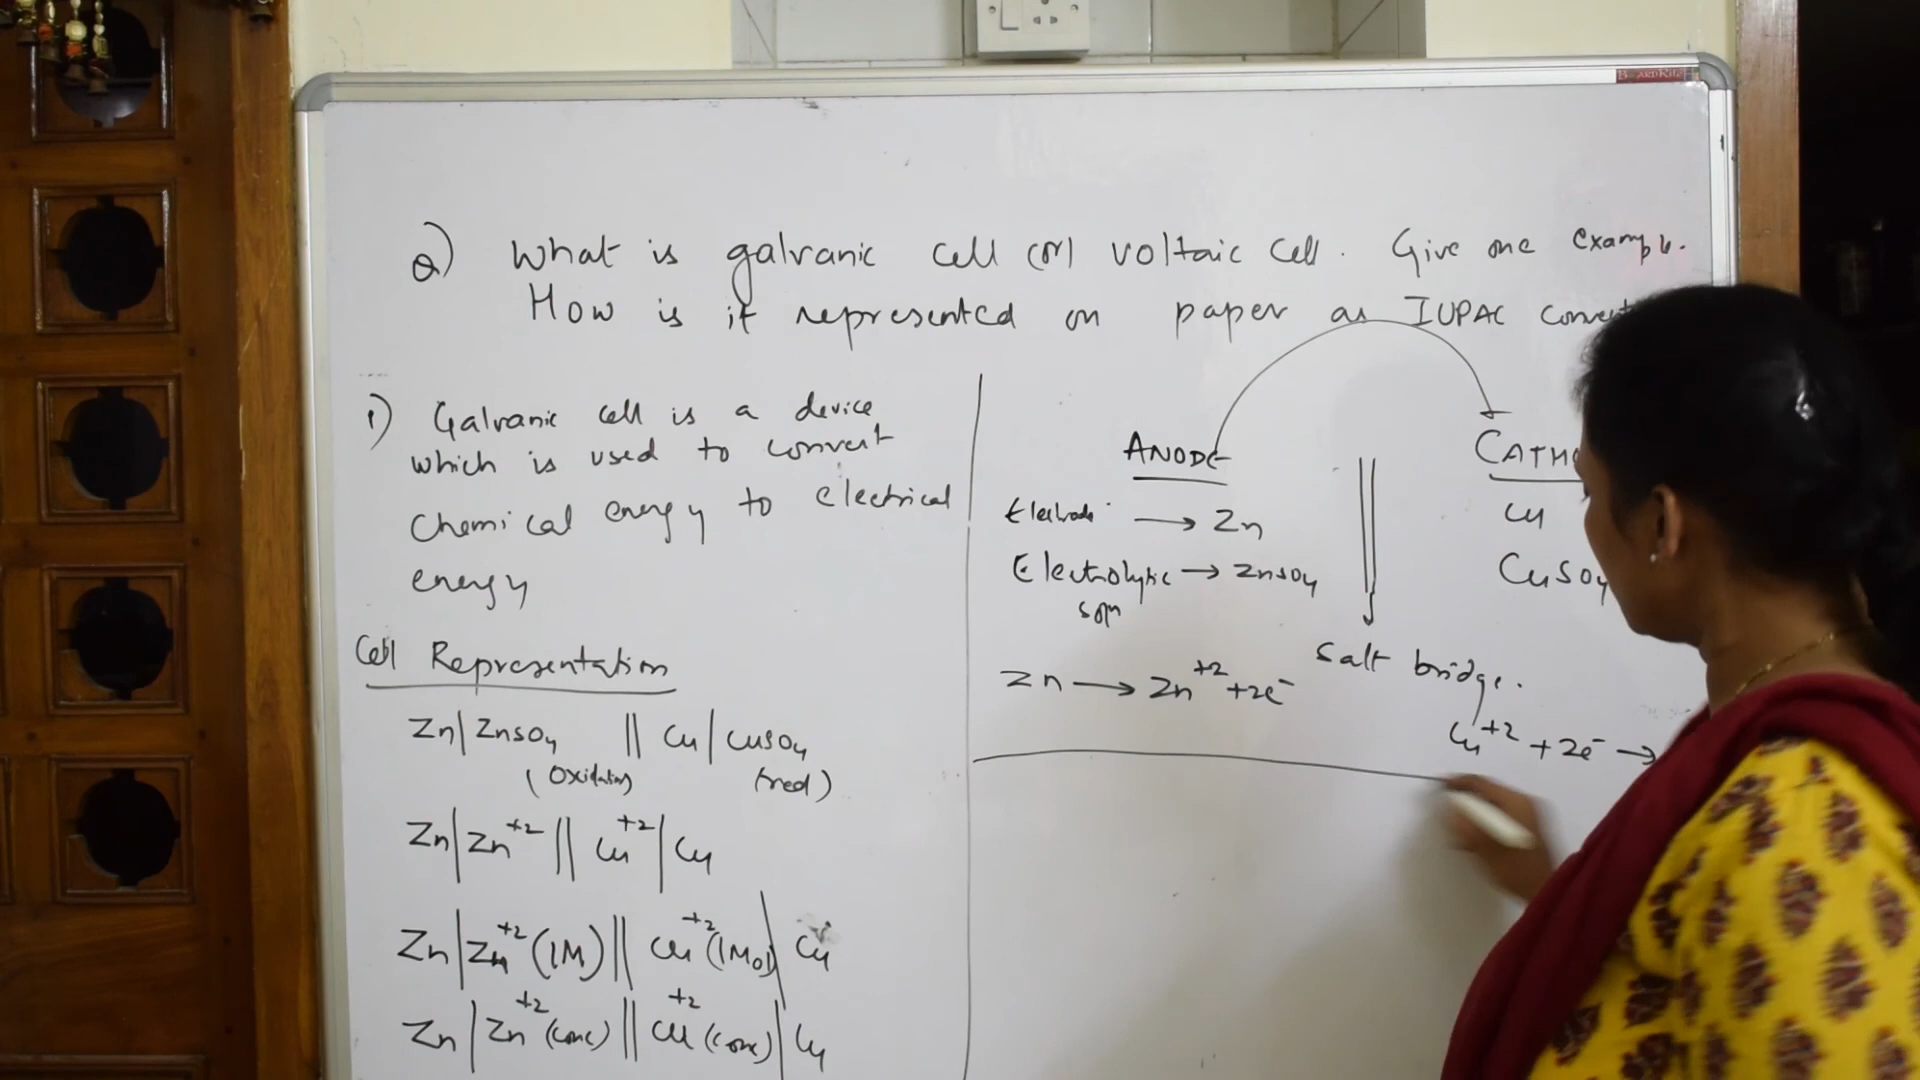 BOARDRITE
Q) What is galvanic cell (or) voltaic cell. Give one example.
How is it represented on paper as IUPAC
1) Galvanic cell is a device
which is used to convert
chemical energy to electrical
energy
Cell Representation
Zn|ZnSO4 || Cu|CuSO4
(Oxidation) (red)
Zn|Zn+2||Cu+2|Cu
Zn|Zn+2(1M)||Cu+2(1M)|Cu
Zn|Zn+2(conc)||Cu+2(conc)|Cu
ANODE
Electrode → Zn
Electrolytic → ZnSO4
soln
Zn → Zn+2+2e-
Salt bridge.
Cu
CuSO4
Cu+2+2e- →